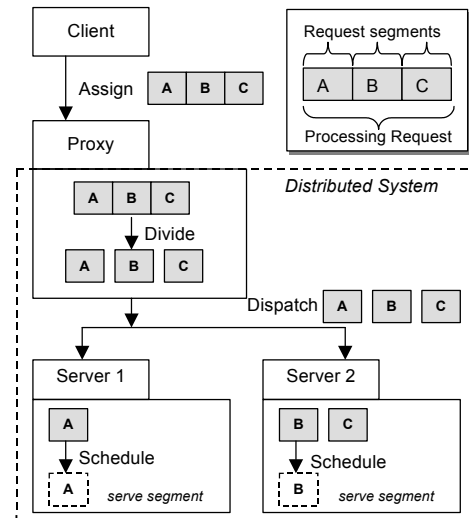 Client
Request segments
A B C
Processing Request
Assign A B C
Proxy
Distributed System
A B C
Divide
A B C
Dispatch A B C
Server 1
Server 2
A
B C
Schedule
Schedule
A serve segment
B serve segment